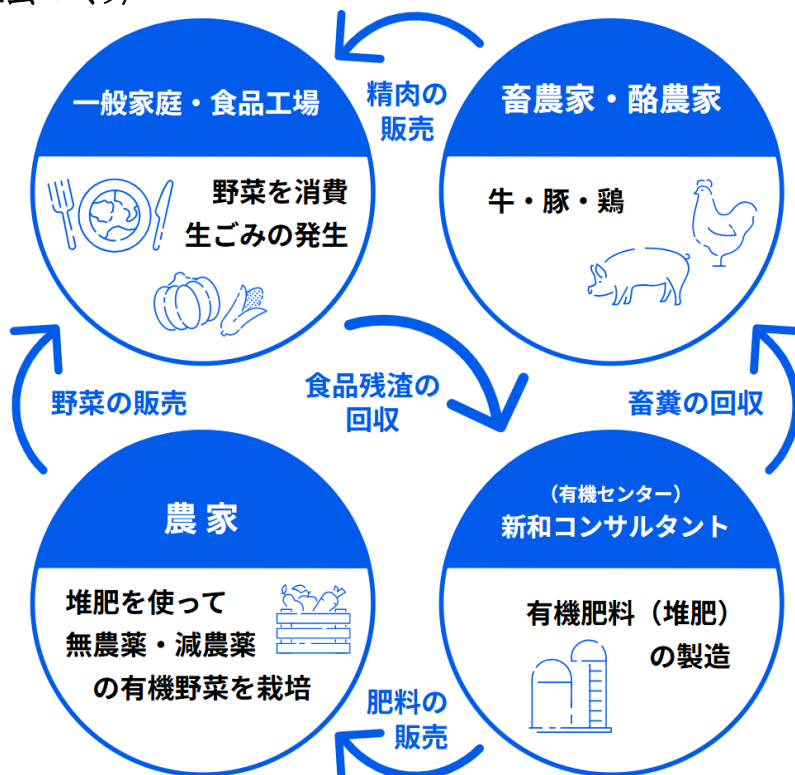 一般家庭・食品工場
野菜を消費
生ごみの発生
精肉の
販売
畜農家・酪農家
牛・豚・鶏
野菜の販売
食品残渣の
回収
畜糞の回収
農家
堆肥を使って
無農薬・減農薬
の有機野菜を栽培
(有機センター)
新和コンサルタント
有機肥料(堆肥)
の製造
肥料の
販売